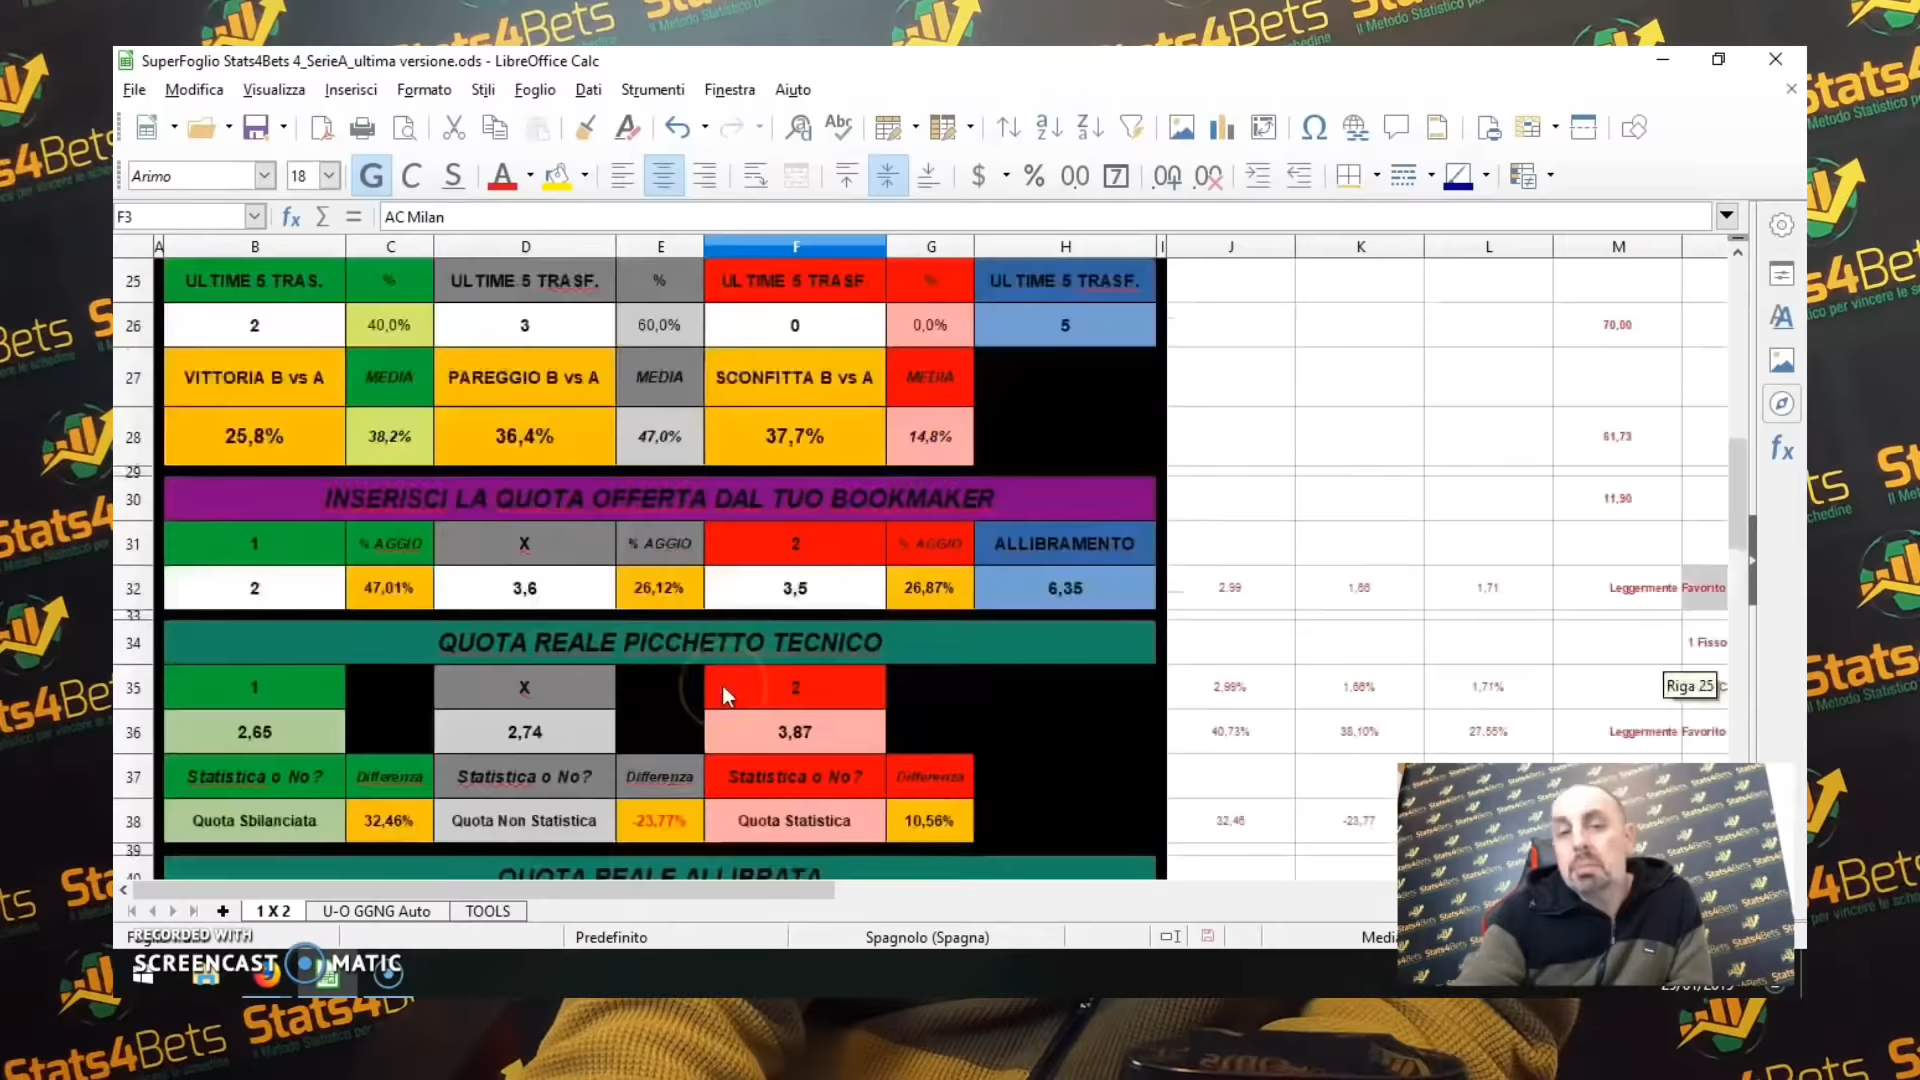 SuperFoglio Stats4Bets 4_SerieA_ultima versione.ods - LibreOffice Calc
File Modifica Visualizza Inserisci Formato Stili Foglio Dati Strumenti Finestra Aiuto
Arimo 18 G C S
F3 AC Milan
A B C D E F G H I J K L M
25 ULTIME 5 TRAS. % ULTIME 5 TRASF. % ULTIME 5 TRASF % ULTIME 5 TRASF.
26 2 40,0% 3 60,0% 0 0,0% 5 70,00
27 VITTORIA B vs A MEDIA PAREGGIO B vs A MEDIA SCONFITTA B vs A MEDIA
28 25,8% 38,2% 36,4% 47,0% 37,7% 14,8% 61,73
29
30 INSERISCI LA QUOTA OFFERTA DAL TUO BOOKMAKER 11,90
31 1 % AGGIO X % AGGIO 2 % AGGIO ALLIBRAMENTO
32 2 47,01% 3,6 26,12% 3,5 26,87% 6,35 2,99 1,66 1,71 Leggermente Favorito
33
34 QUOTA REALE PICCHETTO TECNICO 1 Fisso
35 1 X 2 2,99% 1,66% 1,71% Riga 25
36 2,65 2,74 3,87 40,73% 38,10% 27,55% Leggermente Favorito
37 Statistica o No? Differenza Statistica o No? Differenza Statistica o No? Differenza
38 Quota Sbilanciata 32,46% Quota Non Statistica -23,77% Quota Statistica 10,56% 32,46 -23,77
39
40 QUOTA REALE ALLIBRATA
1 X 2 U-O GGNG Auto TOOLS
Predefinito Spagnolo (Spagna) Media
RECORDED WITH
SCREENCAST MATIC
Stats4Bets
Il Metodo Statistico per